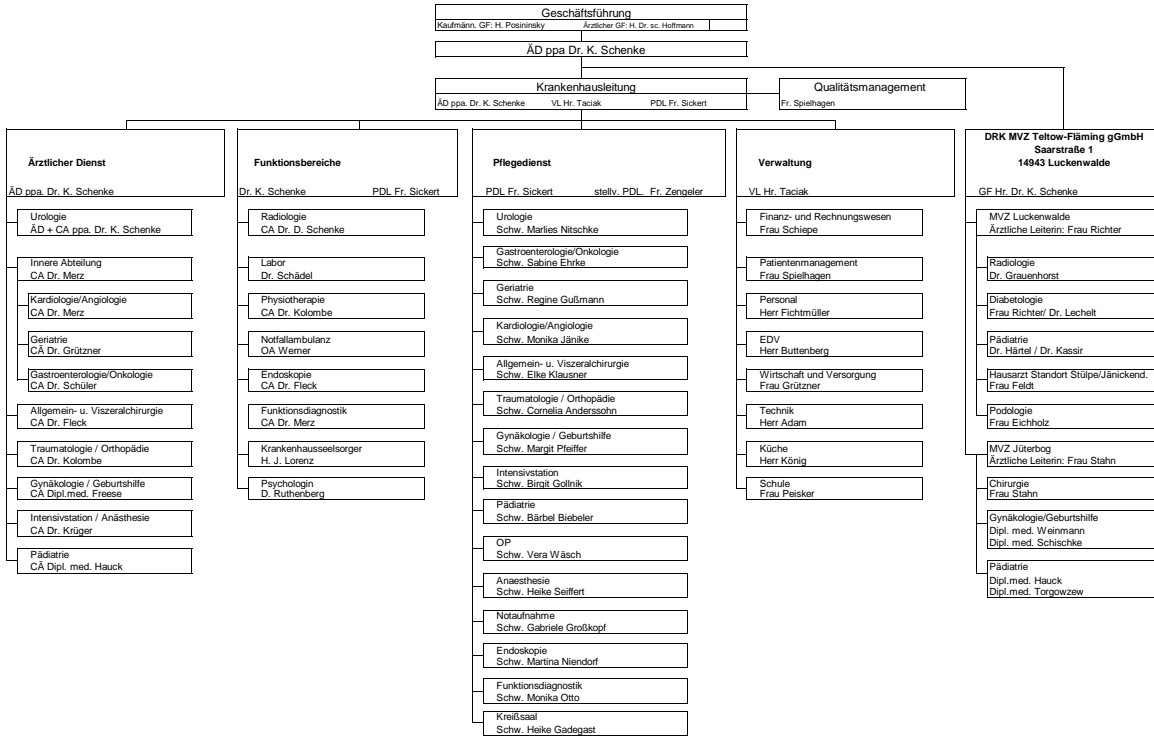 Geschäftsführung
Kaufmänn. GF: H. Posininsky Ärztlicher GF: H. Dr. sc. Hoffmann
ÄD ppa Dr. K. Schenke
Krankenhausleitung
ÄD ppa. Dr. K. Schenke VL Hr. Taciak PDL Fr. Sickert
Qualitätsmanagement
Fr. Spielhagen
Ärztlicher Dienst
ÄD ppa. Dr. K. Schenke
Urologie
ÄD + CA ppa. Dr. K. Schenke
Innere Abteilung
CA Dr. Merz
Kardiologie/Angiologie
CA Dr. Merz
Geriatrie
CÄ Dr. Grützner
Gastroenterologie/Onkologie
CA Dr. Schüler
Allgemein- u. Viszeralchirurgie
CA Dr. Fleck
Traumatologie / Orthopädie
CA Dr. Kolombe
Gynäkologie / Geburtshilfe
CÄ Dipl.med. Freese
Intensivstation / Anästhesie
CA Dr. Krüger
Pädiatrie
CÄ Dipl. med. Hauck
Funktionsbereiche
Dr. K. Schenke PDL Fr. Sickert
Radiologie
CA Dr. D. Schenke
Labor
Dr. Schädel
Physiotherapie
CA Dr. Kolombe
Notfallambulanz
OA Werner
Endoskopie
CA Dr. Fleck
Funktionsdiagnostik
CA Dr. Merz
Krankenhausseelsorger
H. J. Lorenz
Psychologin
D. Ruthenberg
Pflegedienst
PDL Fr. Sickert stellv. PDL. Fr. Zengeler
Urologie
Schw. Marlies Nitschke
Gastroenterologie/Onkologie
Schw. Sabine Ehrke
Geriatrie
Schw. Regine Gußmann
Kardiologie/Angiologie
Schw. Monika Jänike
Allgemein- u. Viszeralchirurgie
Schw. Elke Klausner
Traumatologie / Orthopädie
Schw. Cornelia Anderssohn
Gynäkologie / Geburtshilfe
Schw. Margit Pfeiffer
Intensivstation
Schw. Birgit Gollnik
Pädiatrie
Schw. Bärbel Biebeler
OP
Schw. Vera Wäsch
Anaesthesie
Schw. Heike Seiffert
Notaufnahme
Schw. Gabriele Großkopf
Endoskopie
Schw. Martina Niendorf
Funktionsdiagnostik
Schw. Monika Otto
Kreißsaal
Schw. Heike Gadegast
Verwaltung
VL Hr. Taciak
Finanz- und Rechnungswesen
Frau Schiepe
Patientenmanagement
Frau Spielhagen
Personal
Herr Fichtmüller
EDV
Herr Buttenberg
Wirtschaft und Versorgung
Frau Grützner
Technik
Herr Adam
Küche
Herr König
Schule
Frau Peisker
DRK MVZ Teltow-Fläming gGmbH
Saarstraße 1
14943 Luckenwalde
GF Hr. Dr. K. Schenke
MVZ Luckenwalde
Ärztliche Leiterin: Frau Richter
Radiologie
Dr. Grauenhorst
Diabetologie
Frau Richter/ Dr. Lechelt
Pädiatrie
Dr. Härtel / Dr. Kassir
Hausarzt Standort Stülpe/Jänickend.
Frau Feldt
Podologie
Frau Eichholz
MVZ Jüterbog
Ärztliche Leiterin: Frau Stahn
Chirurgie
Frau Stahn
Gynäkologie/Geburtshilfe
Dipl. med. Weinmann
Dipl. med. Schischke
Pädiatrie
Dipl.med. Hauck
Dipl.med. Torgowzew